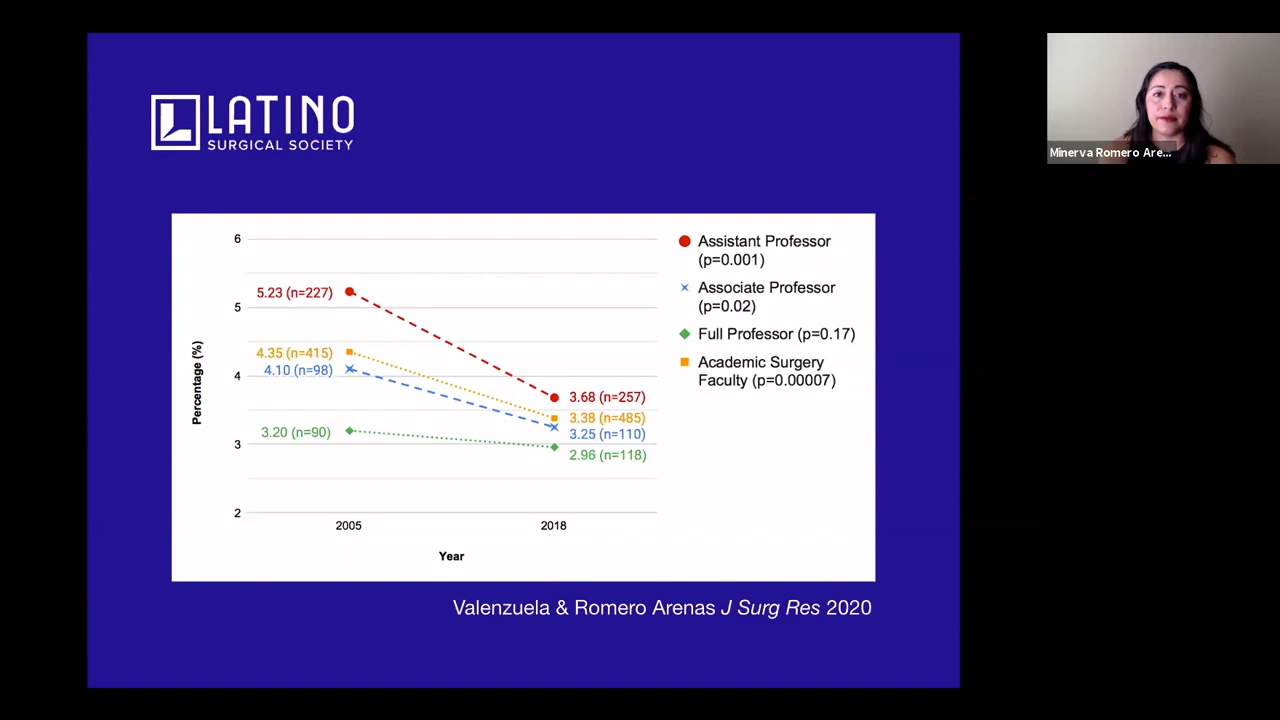 LATINO
SURGICAL SOCIETY
Minerva Romero Are...
6
5
4
3
2
Percentage (%)
5.23 (n=227)
4.35 (n=415)
4.10 (n=98)
3.20 (n=90)
3.68 (n=257)
3.38 (n=485)
3.25 (n=110)
2.96 (n=118)
2005
2018
Year
Assistant Professor
(p=0.001)
Associate Professor
(p=0.02)
Full Professor (p=0.17)
Academic Surgery
Faculty (p=0.00007)
Valenzuela & Romero Arenas J Surg Res 2020